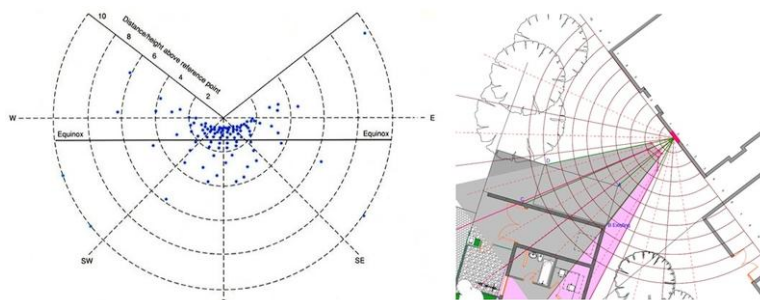 10
8
6
4
2
Distance/height above reference point
W
E
Equinox
Equinox
SW
SE